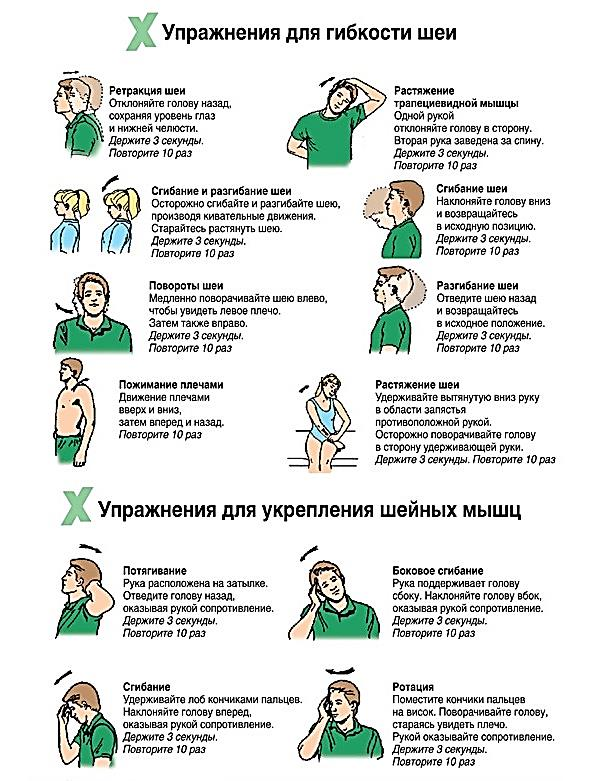 Упражнения для гибкости шеи
Ретракция шеи
Отклоняйте голову назад,
сохраняя уровень глаз
и нижней челюсти.
Держите 3 секунды.
Повторите 10 раз
Растяжение
трапециевидной мышцы
Одной рукой
отклоняйте голову в сторону.
Вторая рука заведена за спину.
Держите 3 секунды.
Повторите 10 раз
Сгибание и разгибание шеи
Осторожно сгибайте и разгибайте шею,
производя кивательные движения.
Старайтесь растянуть шею.
Держите 3 секунды.
Повторите 10 раз
Сгибание шеи
Наклоняйте голову вниз
и возвращайтесь
в исходную позицию.
Держите 3 секунды.
Повторите 10 раз
Повороты шеи
Медленно поворачивайте шею влево,
чтобы увидеть левое плечо.
Затем также вправо.
Держите 3 секунды.
Повторите 10 раз
Разгибание шеи
Отведите шею назад
и возвращайтесь
в исходное положение.
Держите 3 секунды.
Повторите 10 раз
Пожимание плечами
Движение плечами
вверх и вниз,
затем вперед и назад.
Повторите 10 раз
Растяжение шеи
Удерживайте вытянутую вниз руку
в области запястья
противоположной рукой.
Осторожно поворачивайте голову
в сторону удерживающей руки.
Держите 3 секунды. Повторите 10 раз
Упражнения для укрепления шейных мышц
Потягивание
Рука расположена на затылке.
Отведите голову назад,
оказывая рукой сопротивление.
Держите 3 секунды.
Повторите 10 раз
Боковое сгибание
Рука поддерживает голову
сбоку. Наклоняйте голову вбок,
оказывая рукой сопротивление.
Держите 3 секунды.
Повторите 10 раз
Сгибание
Удерживайте лоб кончиками пальцев.
Наклоняйте голову вперед,
оказывая рукой сопротивление.
Держите 3 секунды.
Повторите 10 раз
Ротация
Поместите кончики пальцев
на висок. Поворачивайте голову,
стараясь увидеть плечо.
Рукой оказывайте сопротивление.
Держите 3 секунды.
Повторите 10 раз